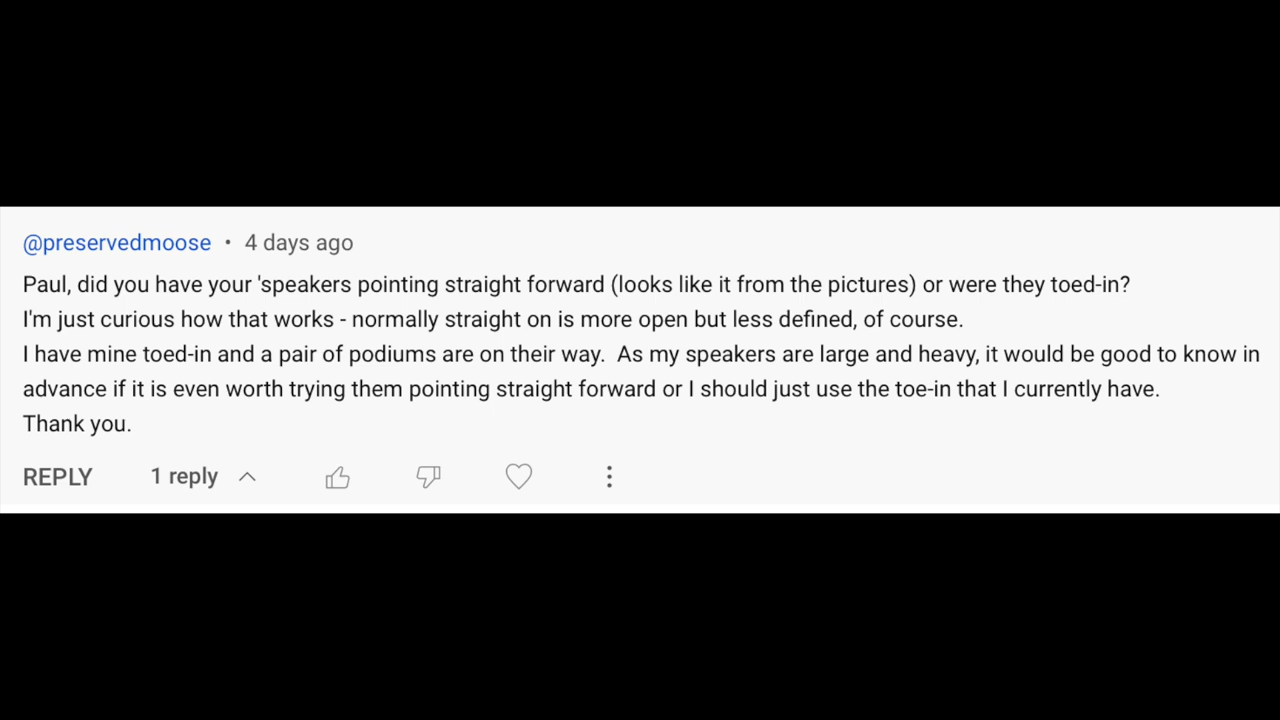 @preservedmoose • 4 days ago
Paul, did you have your 'speakers pointing straight forward (looks like it from the pictures) or were they toed-in?
I'm just curious how that works - normally straight on is more open but less defined, of course.
I have mine toed-in and a pair of podiums are on their way.  As my speakers are large and heavy, it would be good to know in
advance if it is even worth trying them pointing straight forward or I should just use the toe-in that I currently have.
Thank you.
REPLY 1 reply